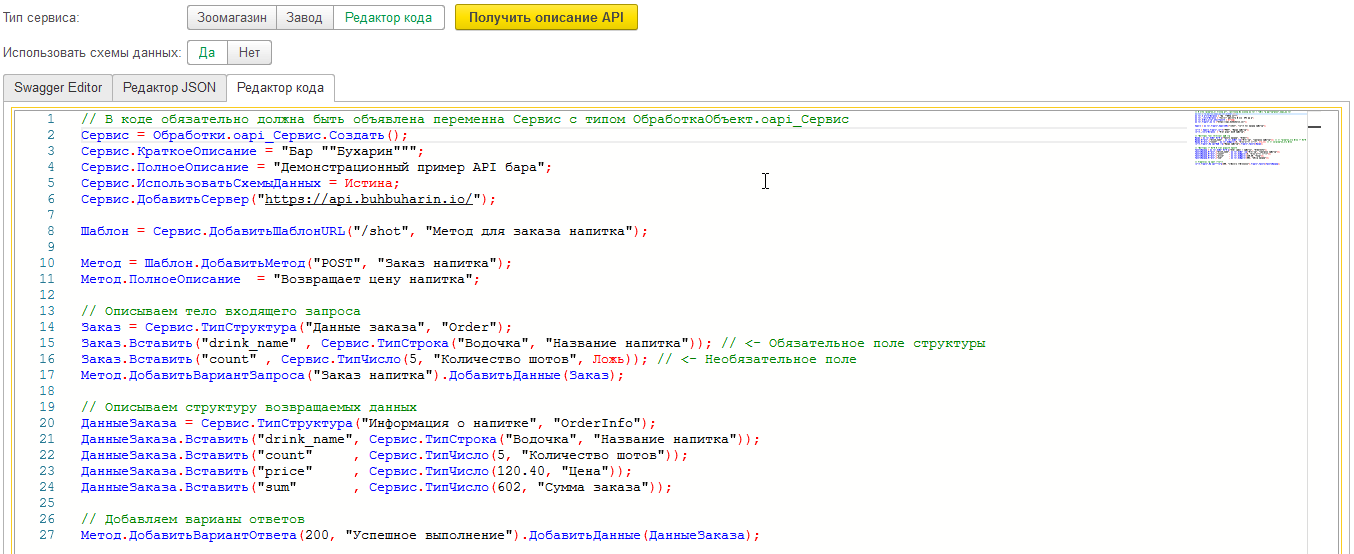 Тип сервиса: Зоомагазин Завод Редактор кода Получить описание API
Использовать схемы данных: Да Нет
Swagger Editor Редактор JSON Редактор кода
1 // В коде обязательно должна быть объявлена переменна Сервис с типом ОбработкаОбъект.oapi_Сервис
2 Сервис = Обработки.oapi_Сервис.Создать();
3 Сервис.КраткоеОписание = "Бар ""Бухарин""";
4 Сервис.ПолноеОписание = "Демонстрационный пример API бара";
5 Сервис.ИспользоватьСхемыДанных = Истина;
6 Сервис.ДобавитьСервер("https://api.buhbuharin.io/");
7
8 Шаблон = Сервис.ДобавитьШаблонURL("/shot", "Метод для заказа напитка");
9
10 Метод = Шаблон.ДобавитьМетод("POST", "Заказ напитка");
11 Метод.ПолноеОписание  = "Возвращает цену напитка";
12
13 // Описываем тело входящего запроса
14 Заказ = Сервис.ТипСтруктура("Данные заказа", "Order");
15 Заказ.Вставить("drink_name" , Сервис.ТипСтрока("Водочка", "Название напитка")); // <- Обязательное поле структуры
16 Заказ.Вставить("count" , Сервис.ТипЧисло(5, "Количество шотов", Ложь)); // <- Необязательное поле
17 Метод.ДобавитьВариантЗапроса("Заказ напитка").ДобавитьДанные(Заказ);
18
19 // Описываем структуру возвращаемых данных
20 ДанныеЗаказа = Сервис.ТипСтруктура("Информация о напитке", "OrderInfo");
21 ДанныеЗаказа.Вставить("drink_name", Сервис.ТипСтрока("Водочка", "Название напитка"));
22 ДанныеЗаказа.Вставить("count"     , Сервис.ТипЧисло(5, "Количество шотов"));
23 ДанныеЗаказа.Вставить("price"     , Сервис.ТипЧисло(120.40, "Цена"));
24 ДанныеЗаказа.Вставить("sum"       , Сервис.ТипЧисло(602, "Сумма заказа"));
25
26 // Добавляем варианы ответов
27 Метод.ДобавитьВариантОтвета(200, "Успешное выполнение").ДобавитьДанные(ДанныеЗаказа);